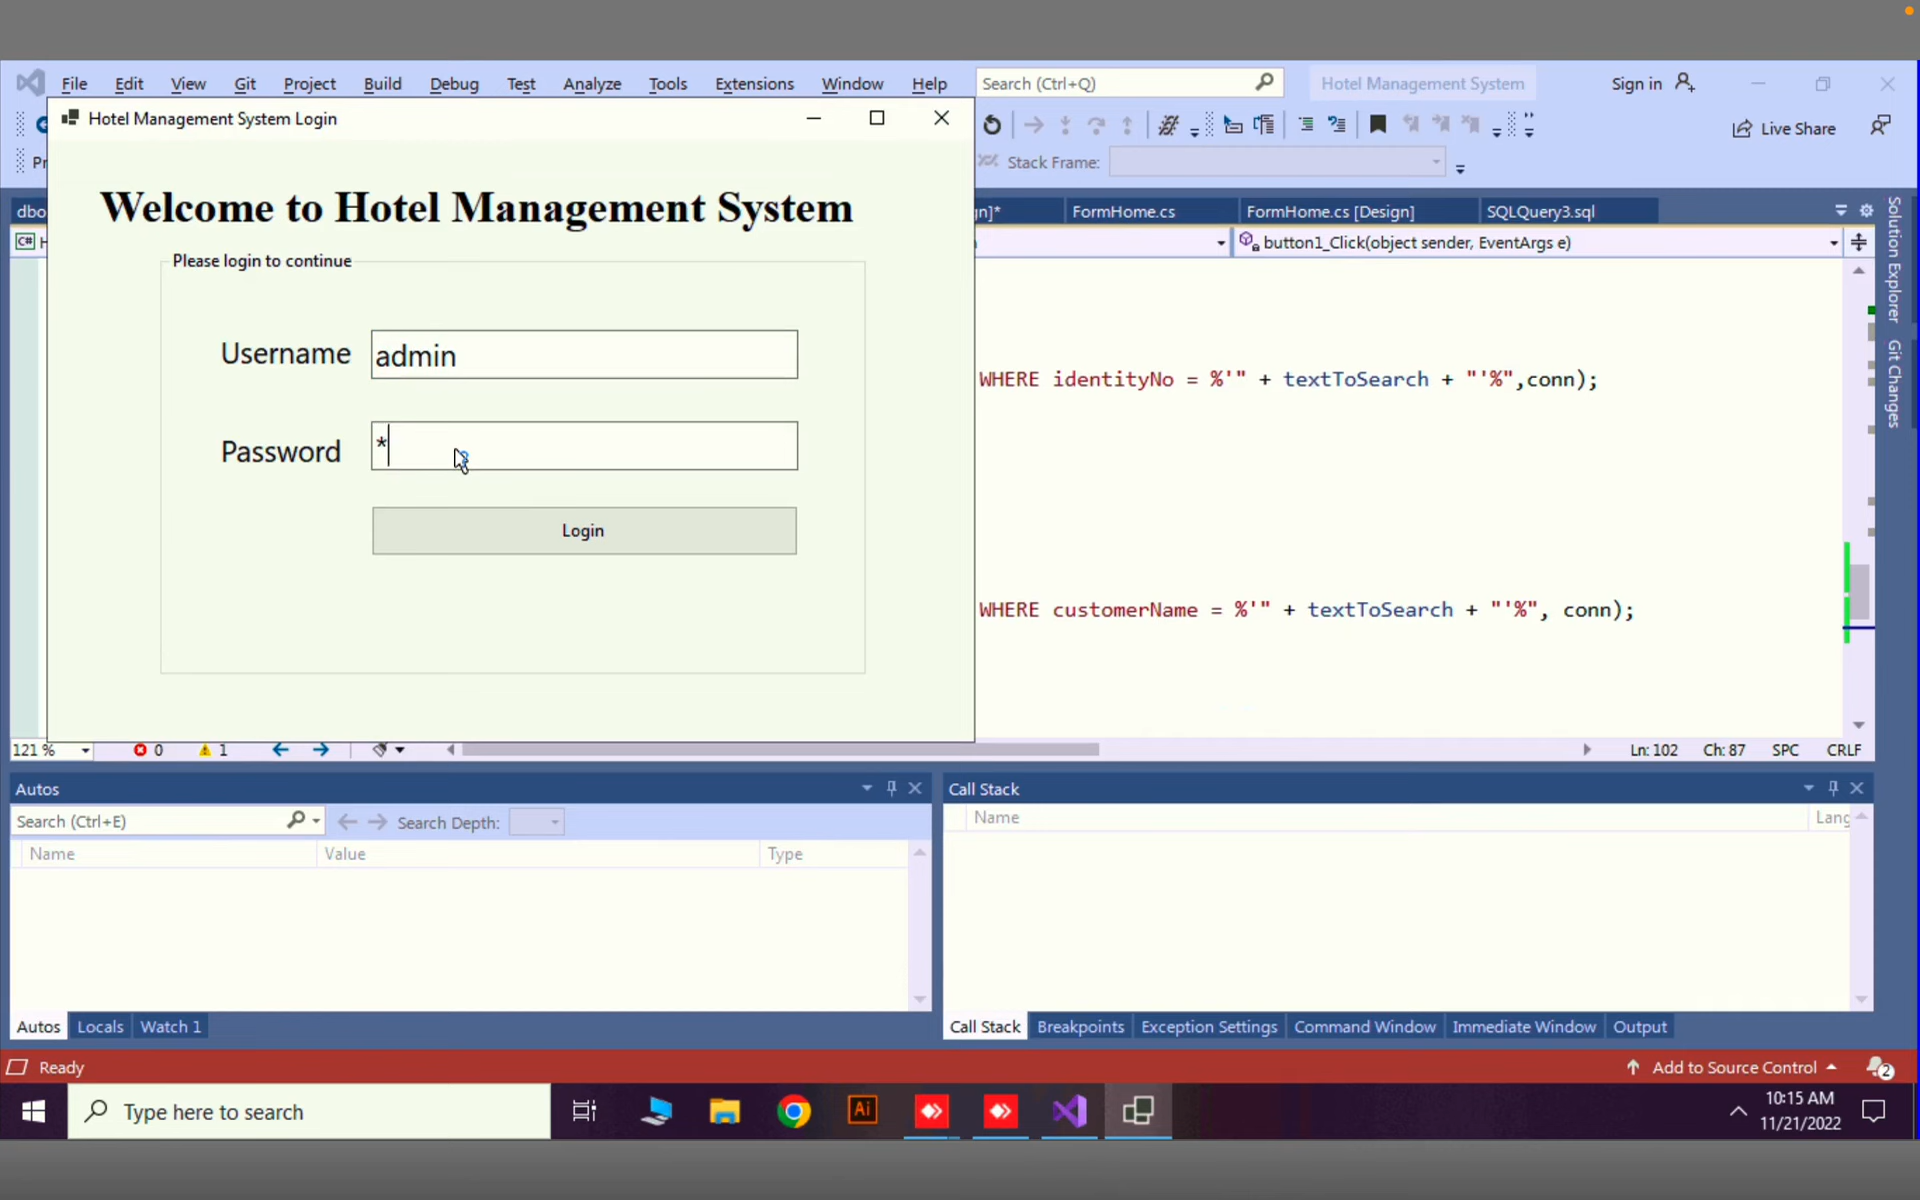 File Edit View Git Project Build Debug Test Analyze Tools Extensions Window Help Search (Ctrl+Q) Hotel Management System Sign in
Hotel Management System Login
Live Share
Pr
Stack Frame:
Welcome to Hotel Management System
dbo
n]* FormHome.cs FormHome.cs [Design] SQLQuery3.sql
C# H
button1_Click(object sender, EventArgs e)
Solution Explorer
Git Changes
Please login to continue
Username admin
WHERE identityNo = %'" + textToSearch + "'%",conn);
Password *
Login
WHERE customerName = %'" + textToSearch + "'%", conn);
121 % 0 1 Ln: 102 Ch: 87 SPC CRLF
Autos
Call Stack
Search (Ctrl+E) Search Depth:
Name Lang
Name Value Type
Autos Locals Watch 1
Call Stack Breakpoints Exception Settings Command Window Immediate Window Output
Ready Add to Source Control 2
Type here to search
Ai
10:15 AM
11/21/2022